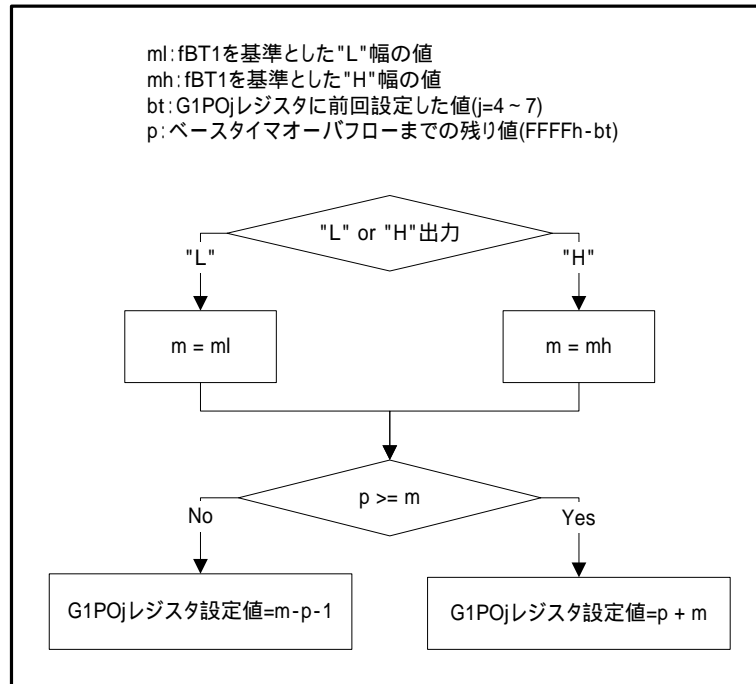 ml:fBT1を基準とした"L"幅の値
mh:fBT1を基準とした"H"幅の値
bt:G1POjレジスタに前回設定した値(j=4~7)
p:ベースタイマオーバフローまでの残り値(FFFFh-bt)
"L" or "H"出力
"L"
"H"
m = ml
m = mh
p >= m
No
Yes
G1POjレジスタ設定値=m-p-1
G1POjレジスタ設定値=p + m